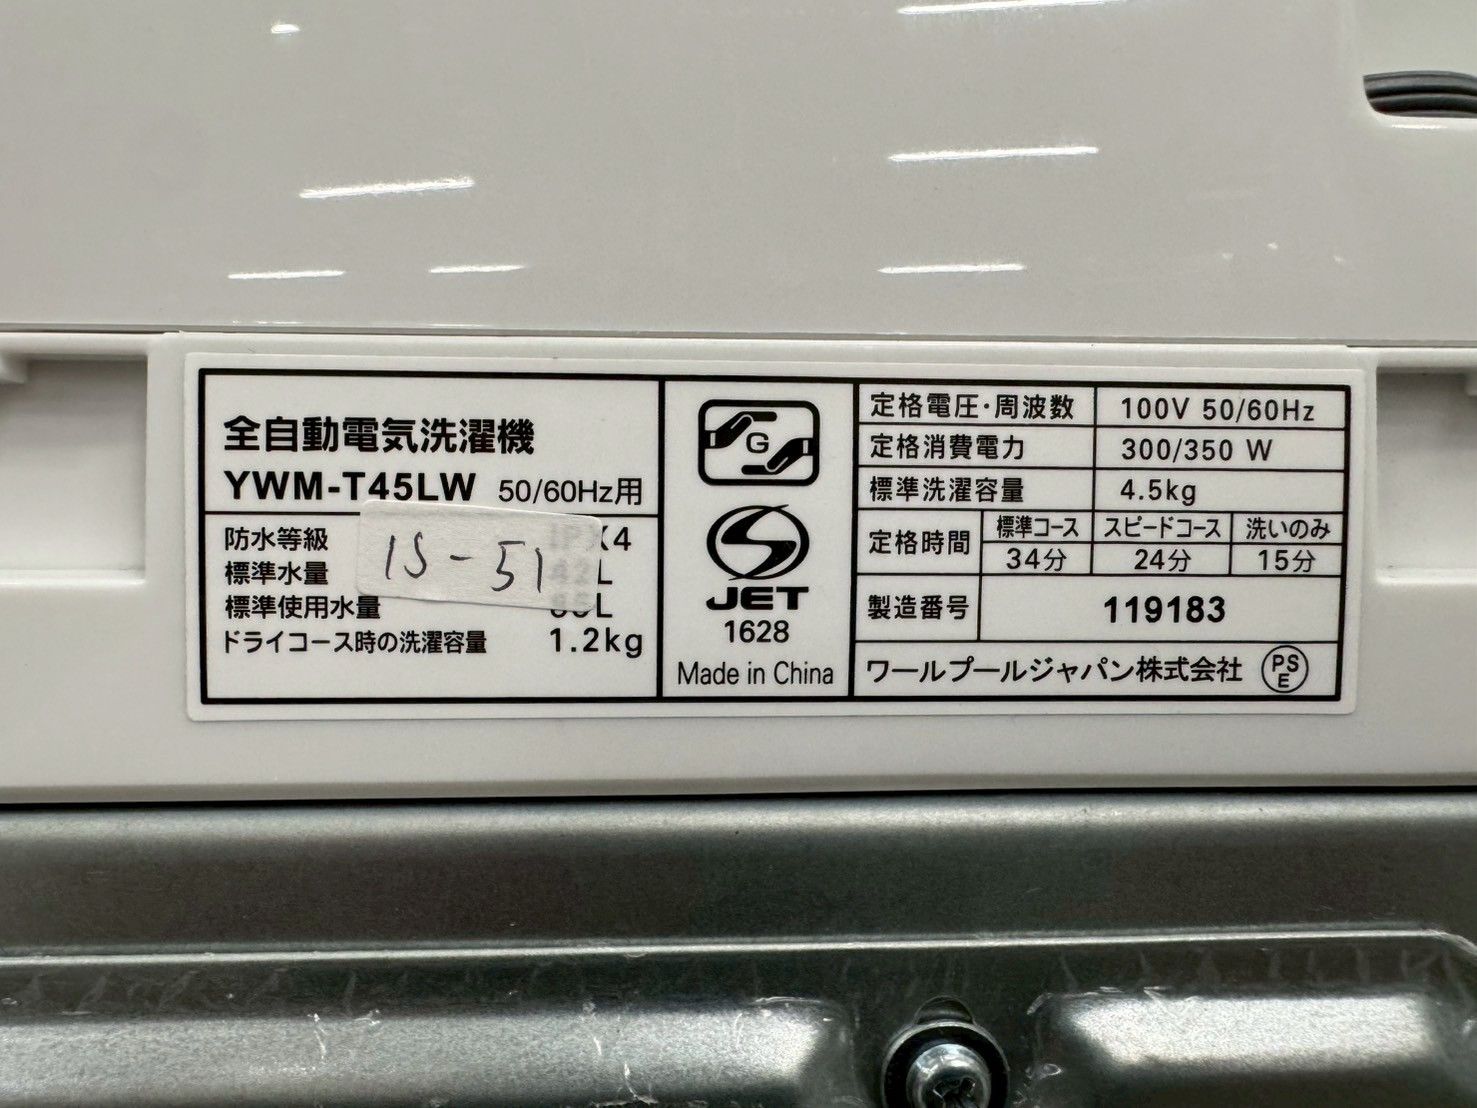 全自動電気洗濯機
YWM-T45LW 50/60Hz用
防水等級 IPX4
標準水量 42L
標準使用水量 L
ドライコース時の洗濯容量 1.2kg
1S-51
G
S
JET
1628
Made in China
定格電圧・周波数 100V 50/60Hz
定格消費電力 300/350 W
標準洗濯容量 4.5kg
定格時間 標準コース スピードコース 洗いのみ
34分 24分 15分
製造番号 119183
ワールプールジャパン株式会社 PSE